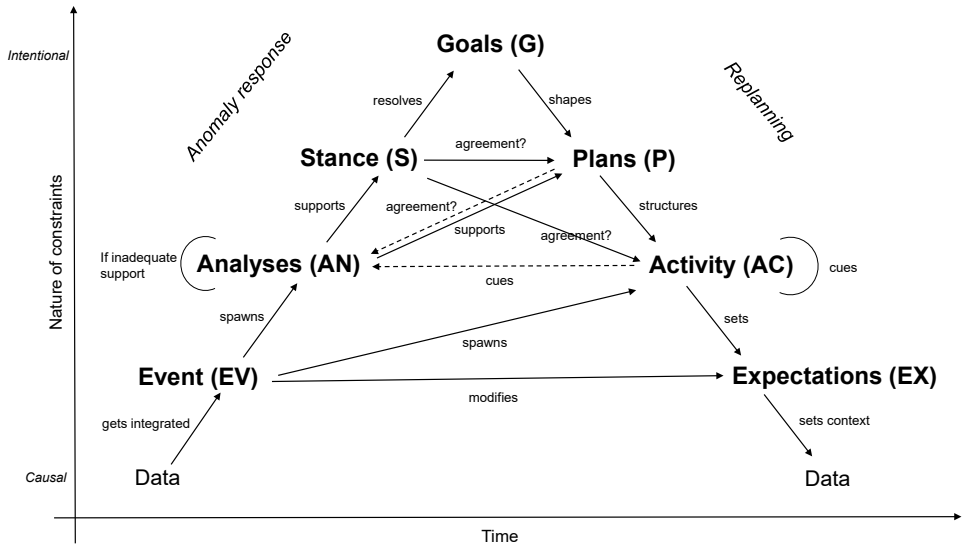 Goals (G)
Intentional
Anomaly response
Replanning
resolves
shapes
agreement?
Stance (S)
Plans (P)
supports
agreement?
supports
structures
agreement?
If inadequate
support
Analyses (AN)
Activity (AC)
cues
cues
Nature of constraints
spawns
sets
spawns
Event (EV)
Expectations (EX)
modifies
gets integrated
sets context
Causal
Data
Data
Time